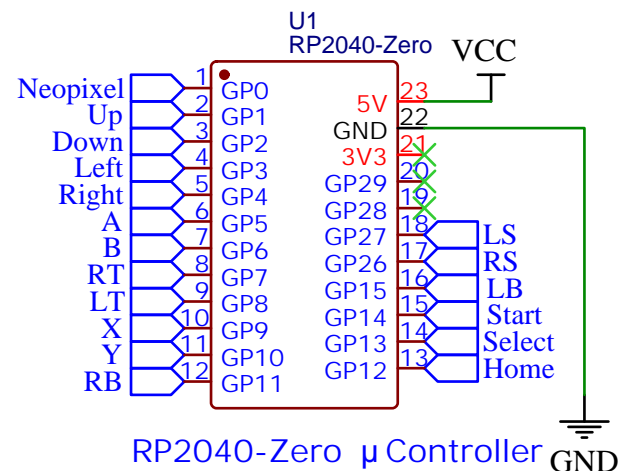 U1
RP2040-Zero
VCC
Neopixel 1 GP0
Up 2 GP1
Down 3 GP2
Left 4 GP3
Right 5 GP4
A 6 GP5
B 7 GP6
RT 8 GP7
LT 9 GP8
X 10 GP9
Y 11 GP10
RB 12 GP11
5V 23
GND 22
3V3 21
GP29 20
GP28 19
GP27 18 LS
GP26 17 RS
GP15 16 LB
GP14 15 Start
GP13 14 Select
GP12 13 Home
RP2040-Zero µController
GND